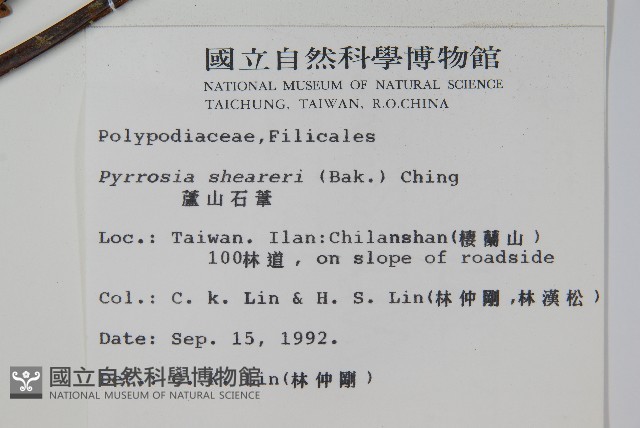 國立自然科學博物館
NATIONAL MUSEUM OF NATURAL SCIENCE
TAICHUNG, TAIWAN, R.O.CHINA
Polypodiaceae,Filicales
Pyrrosia sheareri (Bak.) Ching
蘆山石葦
Loc.: Taiwan. Ilan:Chilanshan(棲蘭山)
100林道, on slope of roadside
Col.: C. k. Lin & H. S. Lin(林仲剛,林漢松)
Date: Sep. 15, 1992.
k. Lin(林仲剛)
國立自然科學博物館
NATIONAL MUSEUM OF NATURAL SCIENCE